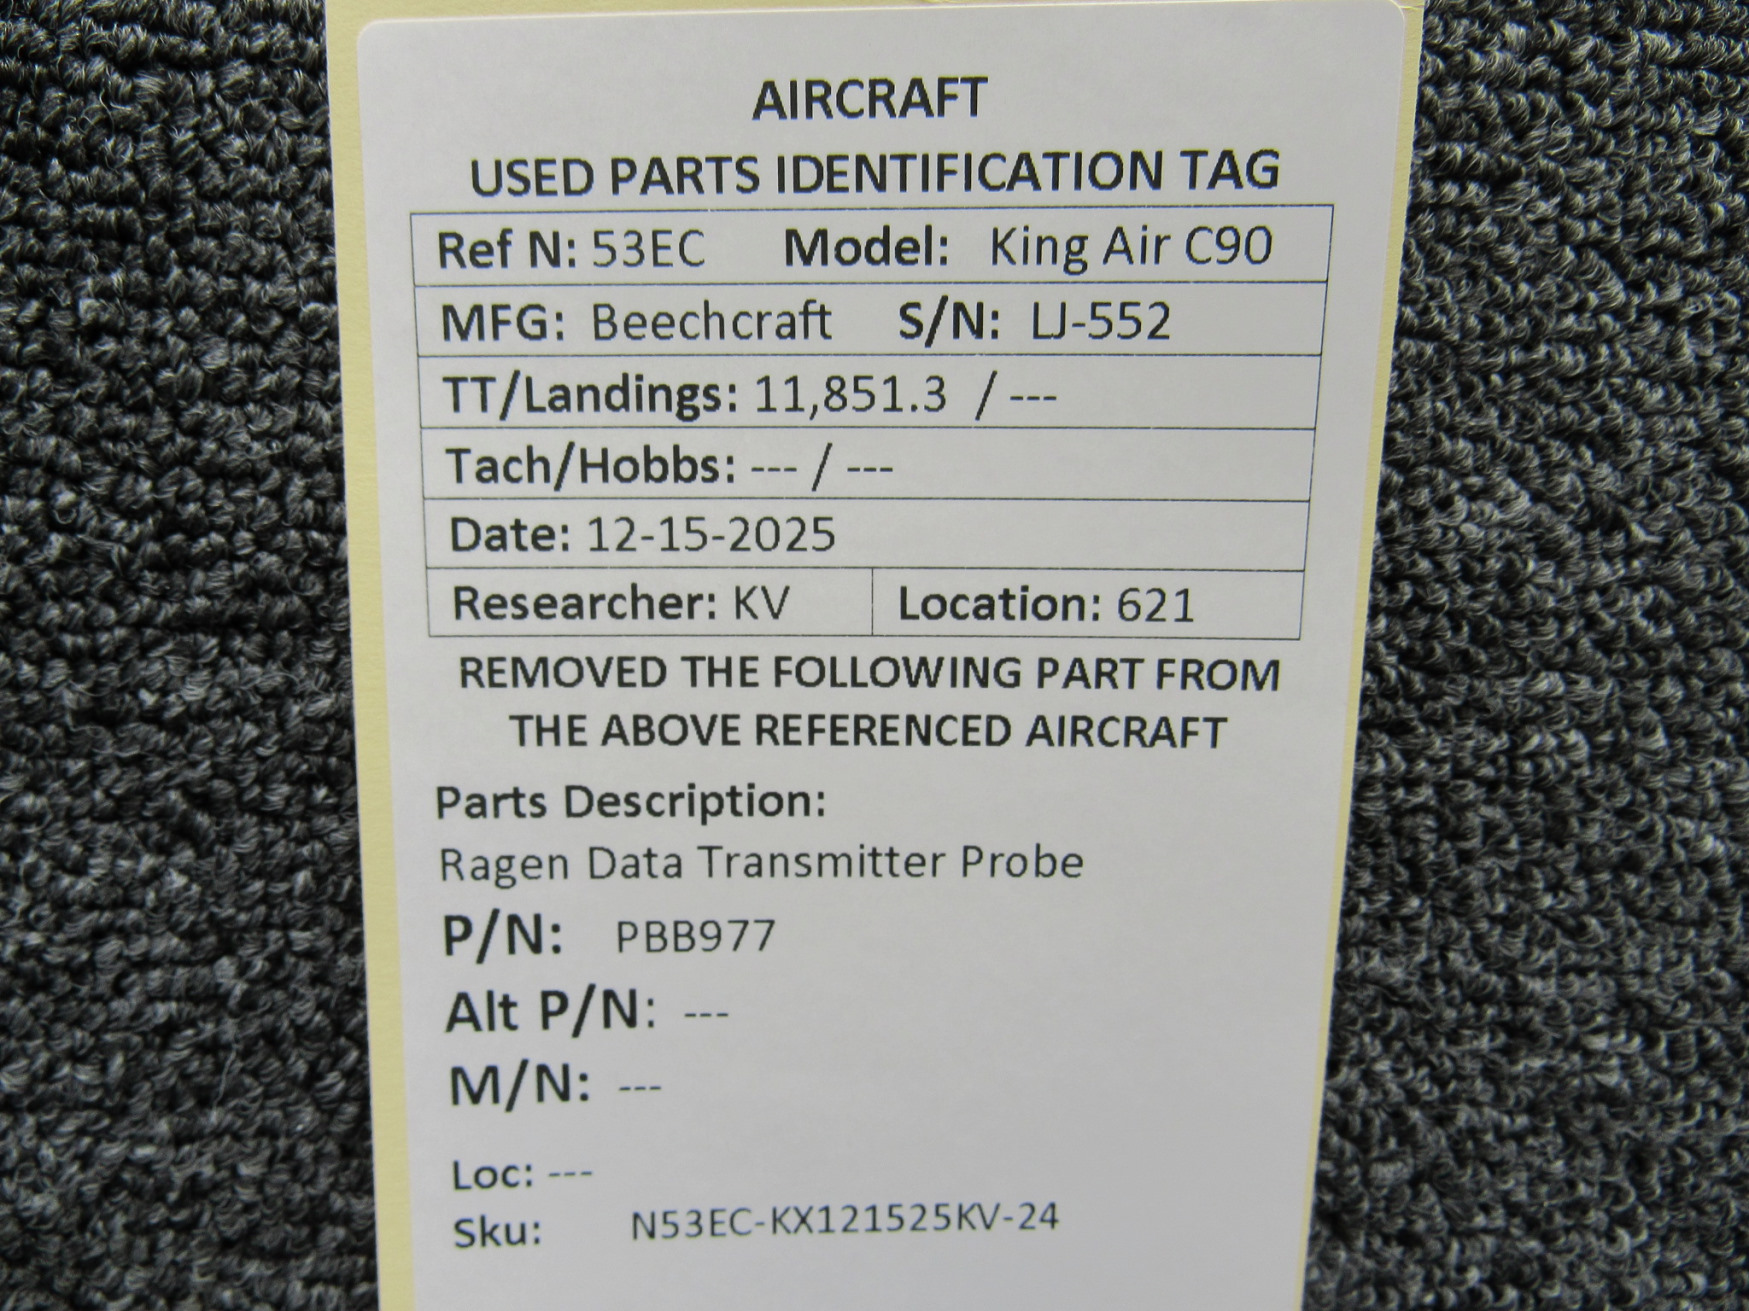 AIRCRAFT
USED PARTS IDENTIFICATION TAG
Ref N: 53EC Model: King Air C90
MFG: Beechcraft S/N: LJ-552
TT/Landings: 11,851.3 / ---
Tach/Hobbs: --- / ---
Date: 12-15-2025
Researcher: KV Location: 621
REMOVED THE FOLLOWING PART FROM
THE ABOVE REFERENCED AIRCRAFT
Parts Description:
Ragen Data Transmitter Probe
P/N: PBB977
Alt P/N: ---
M/N: ---
Loc: ---
Sku: N53EC-KX121525KV-24